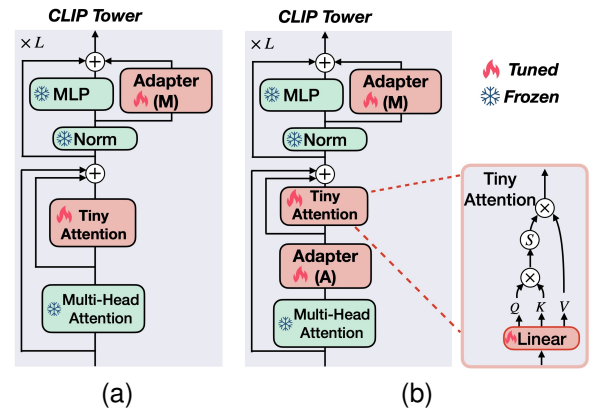 CLIP Tower
× L
MLP
Adapter
(M)
Norm
Tiny
Attention
Multi-Head
Attention
(a)
CLIP Tower
× L
MLP
Adapter
(M)
Norm
Tiny
Attention
Adapter
(A)
Multi-Head
Attention
(b)
Tuned
Frozen
Tiny
Attention
S
Q K V
Linear